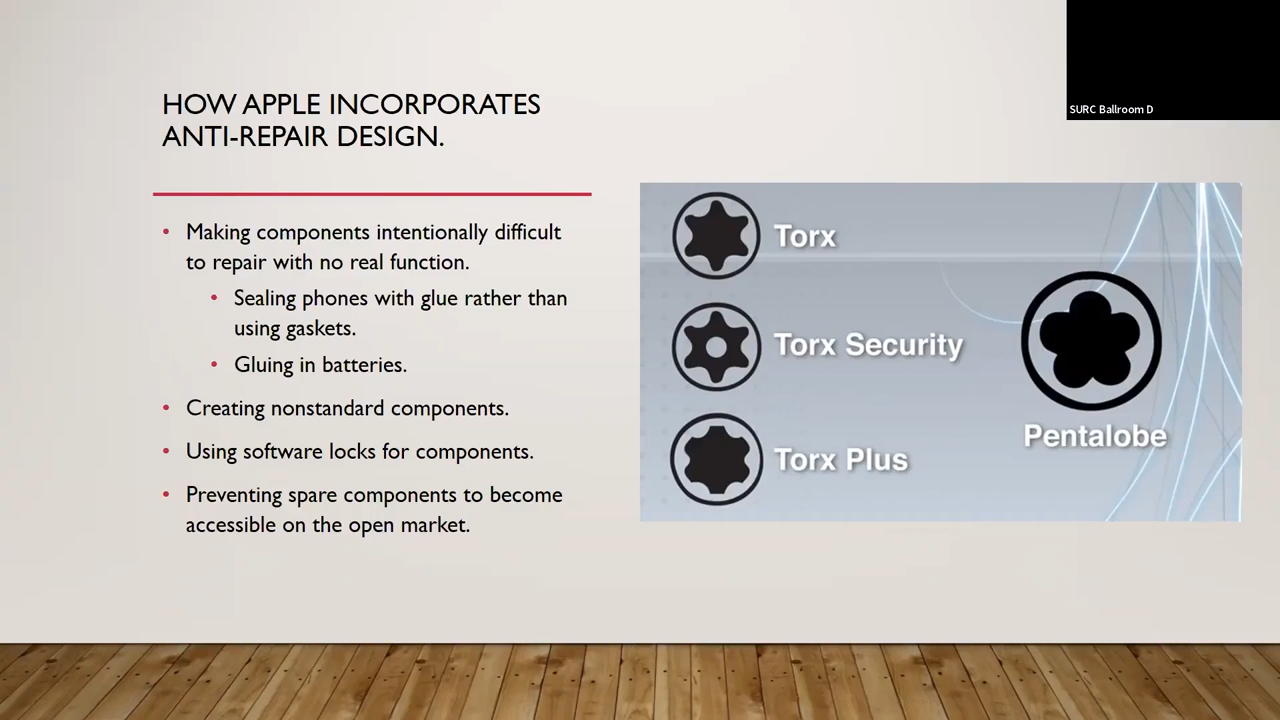 HOW APPLE INCORPORATES
ANTI-REPAIR DESIGN.
• Making components intentionally difficult
to repair with no real function.
• Sealing phones with glue rather than
using gaskets.
• Gluing in batteries.
• Creating nonstandard components.
• Using software locks for components.
• Preventing spare components to become
accessible on the open market.
Torx
Torx Security
Torx Plus
Pentalobe
SURC Ballroom D